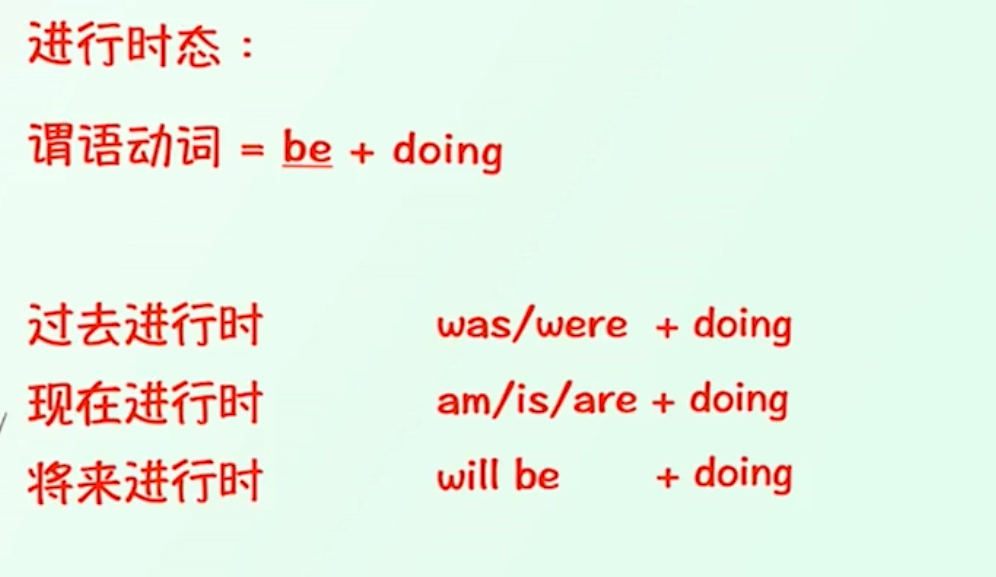 进行时态：
谓语动词 = be + doing
过去进行时 was/were + doing
现在进行时 am/is/are + doing
将来进行时 will be + doing